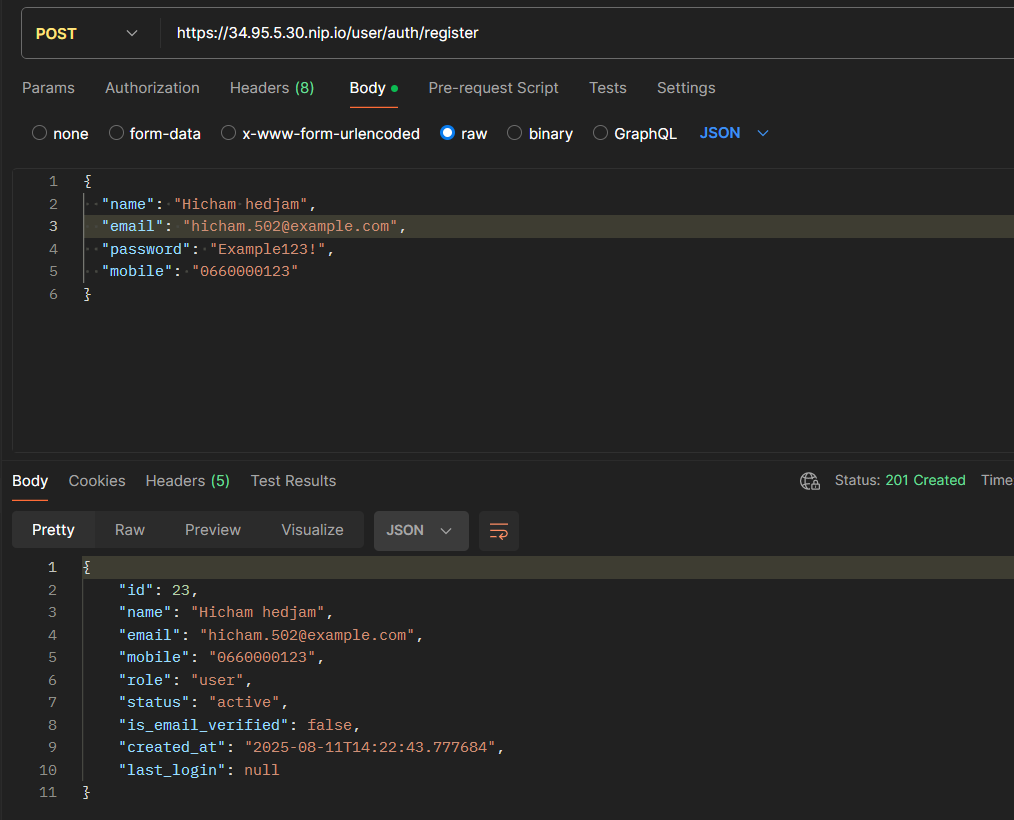 POST https://34.95.5.30.nip.io/user/auth/register
Params Authorization Headers (8) Body Pre-request Script Tests Settings
none form-data x-www-form-urlencoded raw binary GraphQL JSON
1 {
2 "name": "Hicham hedjam",
3 "email": "hicham.502@example.com",
4 "password": "Example123!",
5 "mobile": "0660000123"
6 }
Body Cookies Headers (5) Test Results Status: 201 Created Time
Pretty Raw Preview Visualize JSON
1 {
2 "id": 23,
3 "name": "Hicham hedjam",
4 "email": "hicham.502@example.com",
5 "mobile": "0660000123",
6 "role": "user",
7 "status": "active",
8 "is_email_verified": false,
9 "created_at": "2025-08-11T14:22:43.777684",
10 "last_login": null
11 }